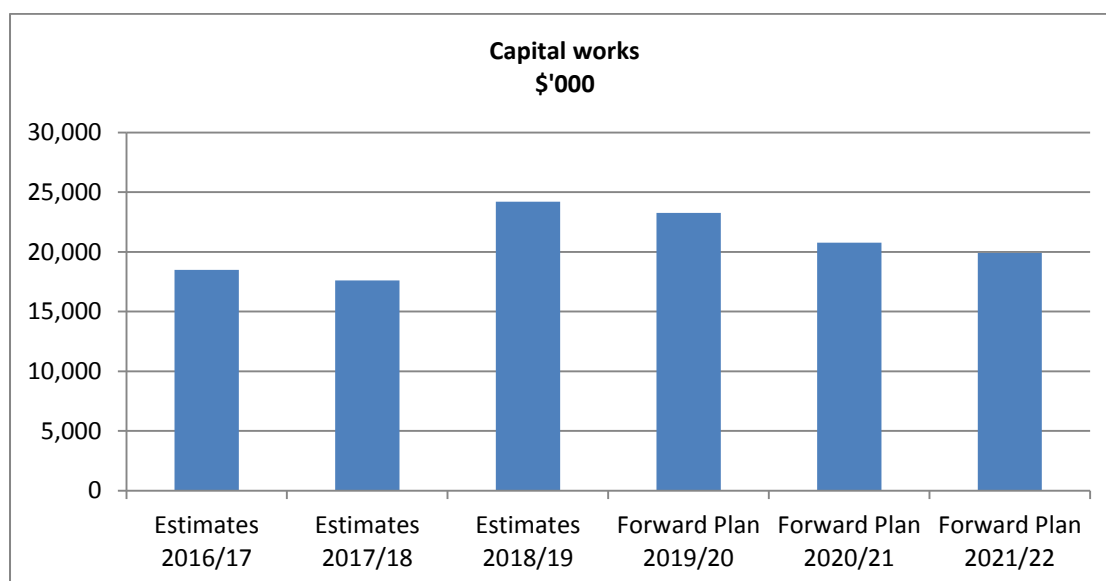 Capital works
$'000
30,000
25,000
20,000
15,000
10,000
5,000
0
Estimates 2016/17
Estimates 2017/18
Estimates 2018/19
Forward Plan 2019/20
Forward Plan 2020/21
Forward Plan 2021/22